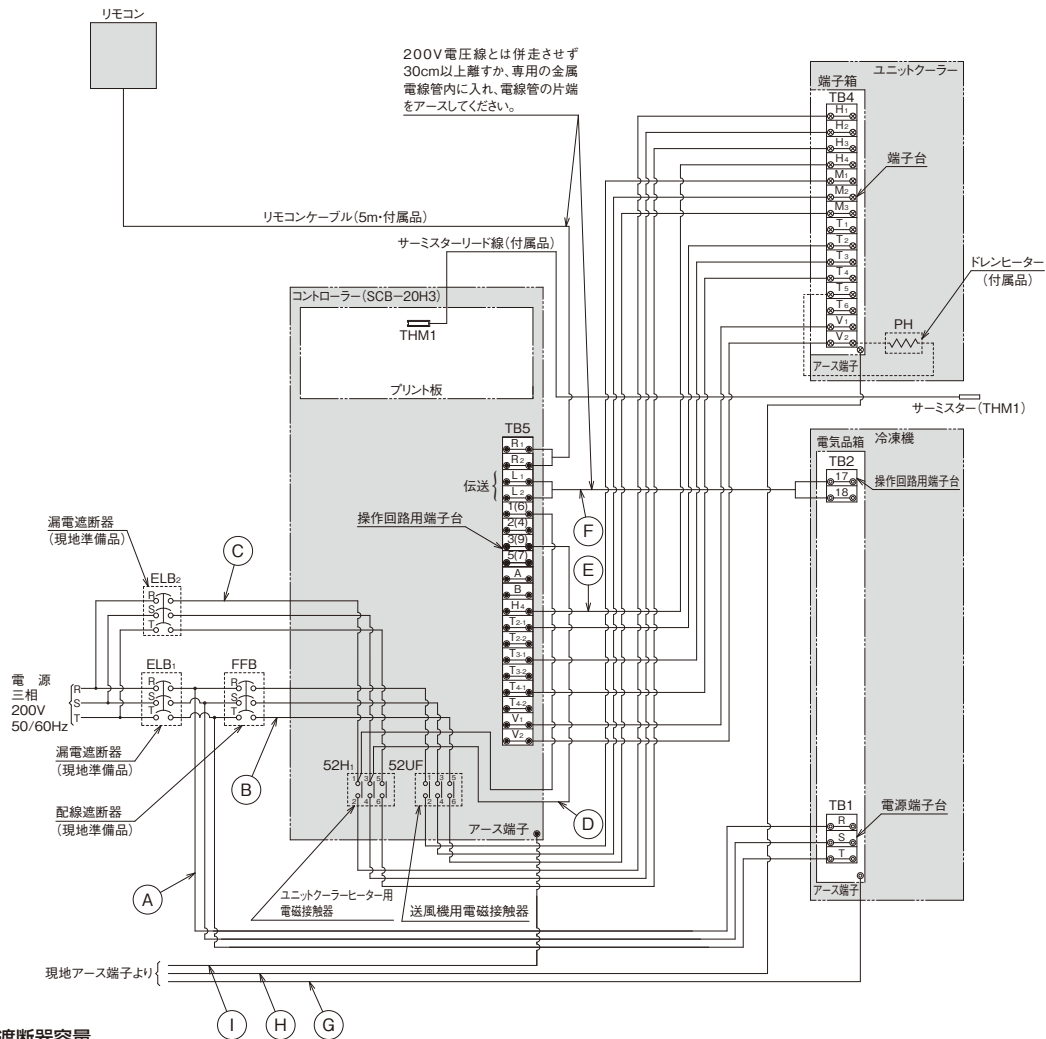 リモコン
200V電圧線とは併走させず
30cm以上離すか、専用の金属
電線管内に入れ、電線管の片端
をアースしてください。
リモコンケーブル(5m・付属品)
サーミスターリード線(付属品)
ユニットクーラー
端子箱
TB4
H1
H2
H3
H4
M1
M2
M3
T1
T2
T3
T4
T5
T6
V1
V2
端子台
ドレンヒーター
(付属品)
PH
アース端子
サーミスター(THM1)
コントローラー(SCB-20H3)
THM1
プリント板
TB5
R1
R2
L1
L2
1(6)
2(4)
3(9)
5(7)
A
B
H4
T2-1
T2-2
T3-1
T3-2
T4-1
T4-2
V1
V2
伝送
操作回路用端子台
F
E
電気品箱
冷凍機
TB2
17
18
操作回路用端子台
漏電遮断器
(現地準備品)
C
ELB2
R
S
T
ELB1
R
S
T
FFB
R
S
T
電 源
三相
200V
50/60Hz
R
S
T
漏電遮断器
(現地準備品)
B
配線遮断器
(現地準備品)
52H1
1 3 5
2 4 6
52UF
1 3 5
2 4 6
D
アース端子
TB1
R
S
T
電源端子台
アース端子
A
ユニットクーラーヒーター用
電磁接触器
送風機用電磁接触器
現地アース端子より
I
H
G
遮断器容量